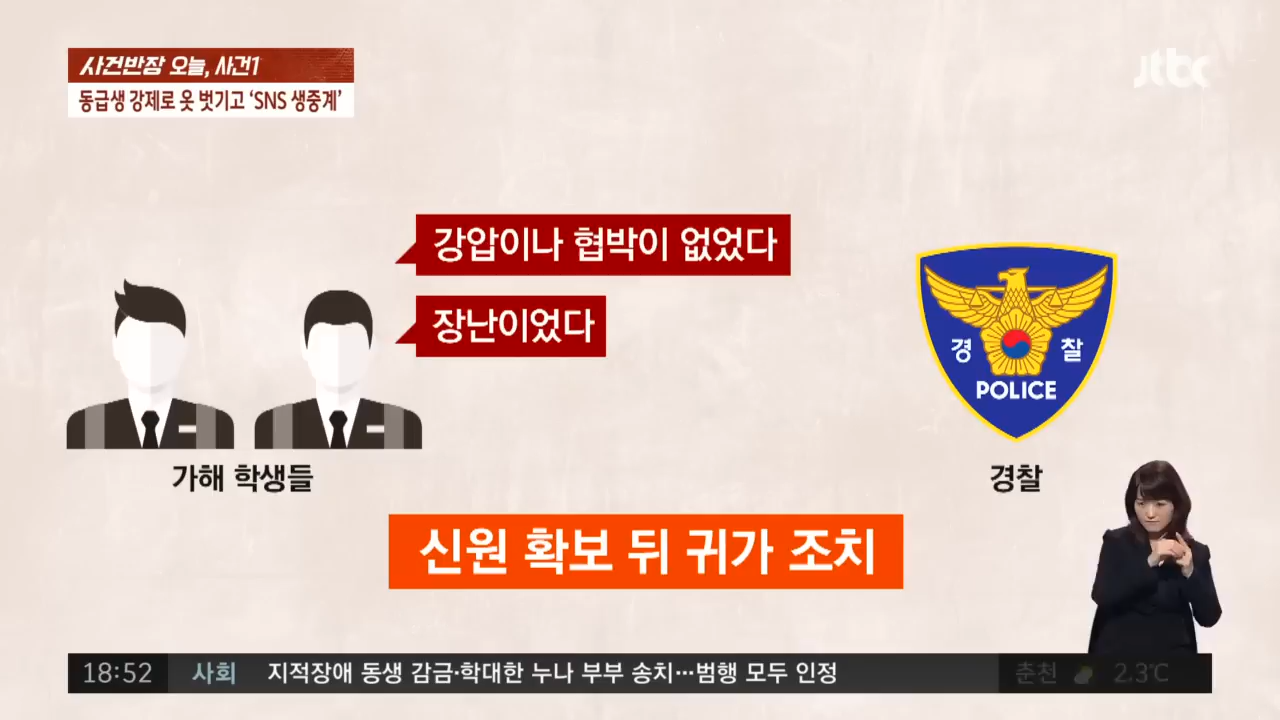 사건반장 오늘, 사건1
jtbc
동급생 강제로 옷 벗기고 ‘SNS 생중계’
강압이나 협박이 없었다
장난이었다
경 찰
POLICE
가해 학생들
경찰
신원 확보 뒤 귀가 조치
18:52 사회 지적장애 동생 감금·학대한 누나 부부 송치…범행 모두 인정 춘천 2.3℃